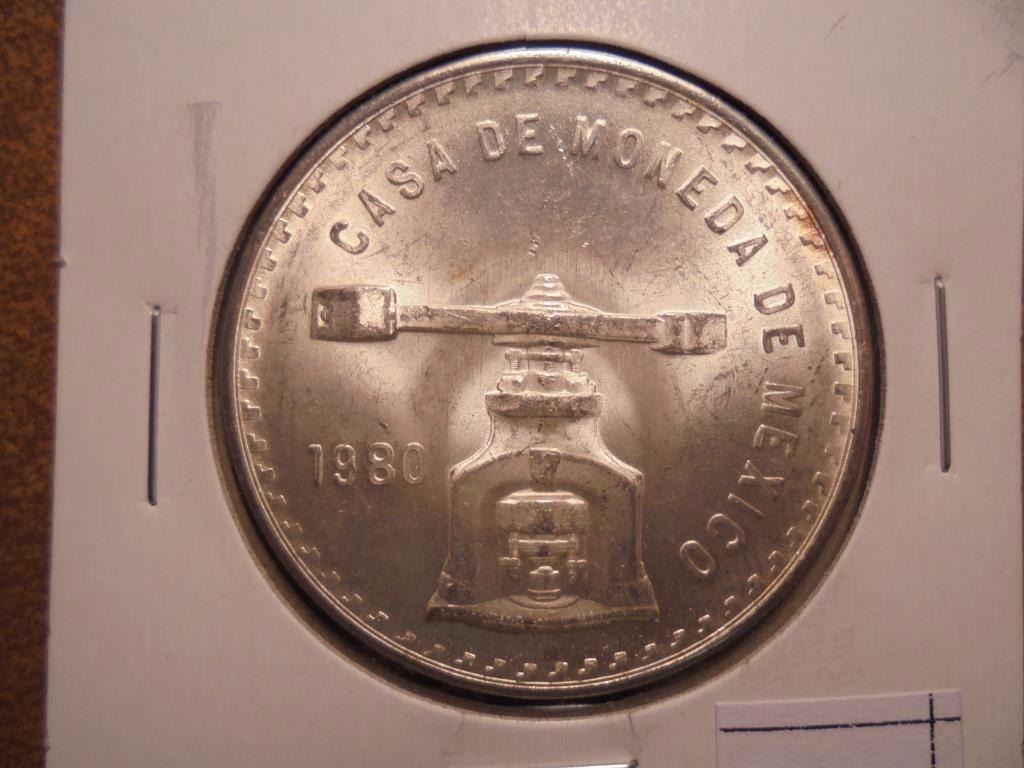 CASA DE MONEDA DE MEXICO
1980